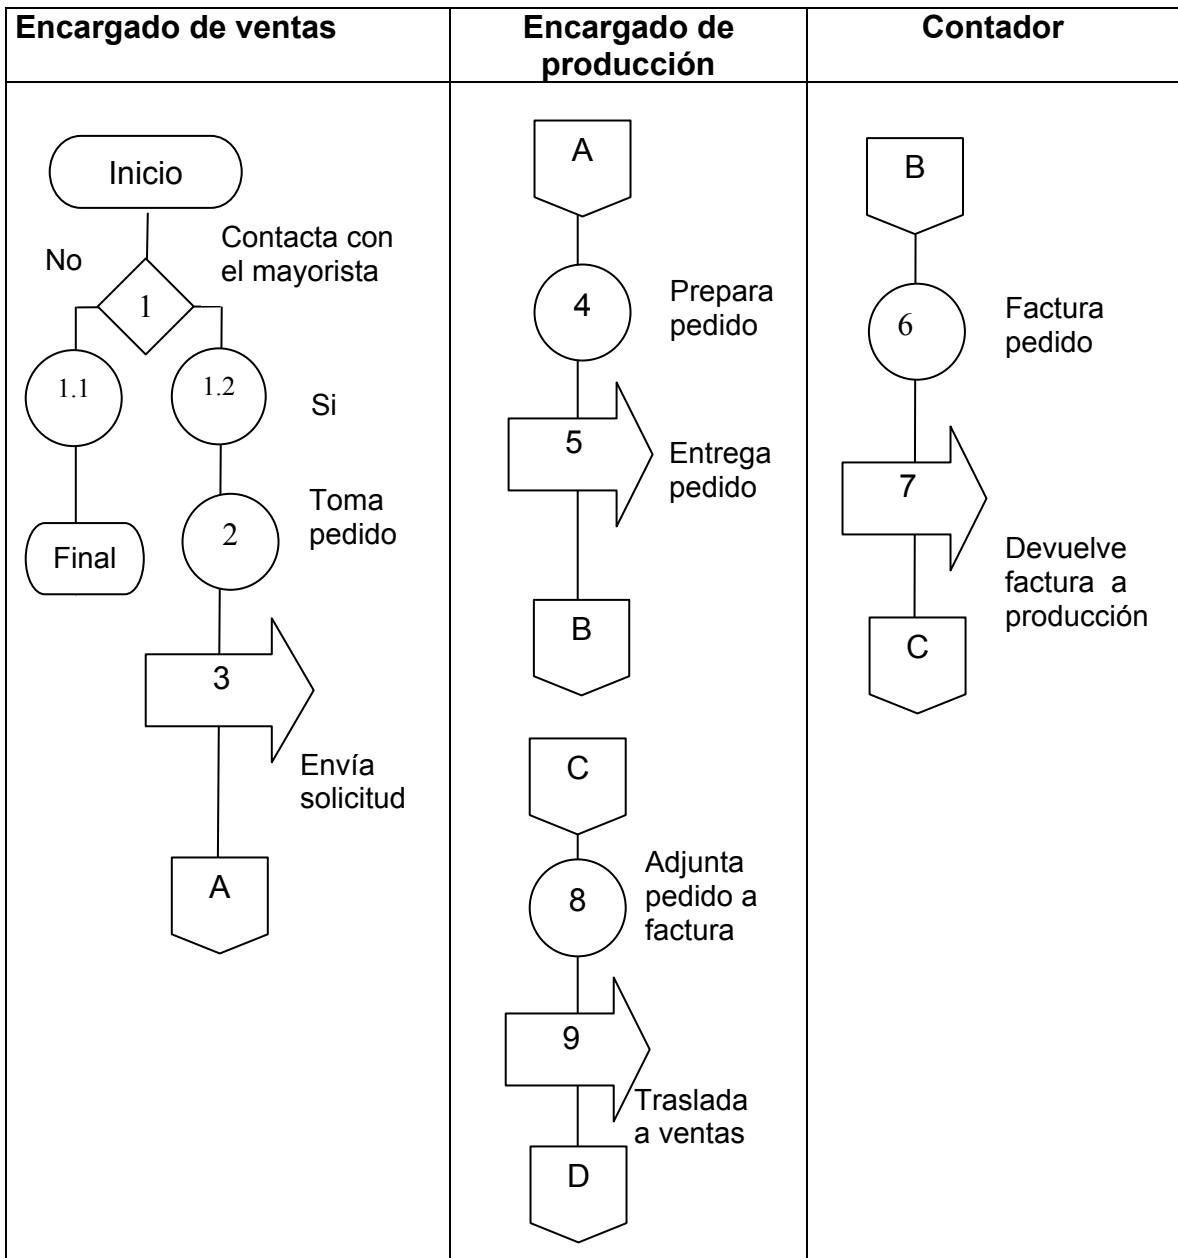 Encargado de ventas
Encargado de
producción
Contador
Inicio
No
Contacta con
el mayorista
1
1.1
1.2
Si
Final
2
Toma
pedido
3
Envía
solicitud
A
A
4
Prepara
pedido
5
Entrega
pedido
B
C
8
Adjunta
pedido a
factura
9
Traslada
a ventas
D
B
6
Factura
pedido
7
Devuelve
factura a
producción
C